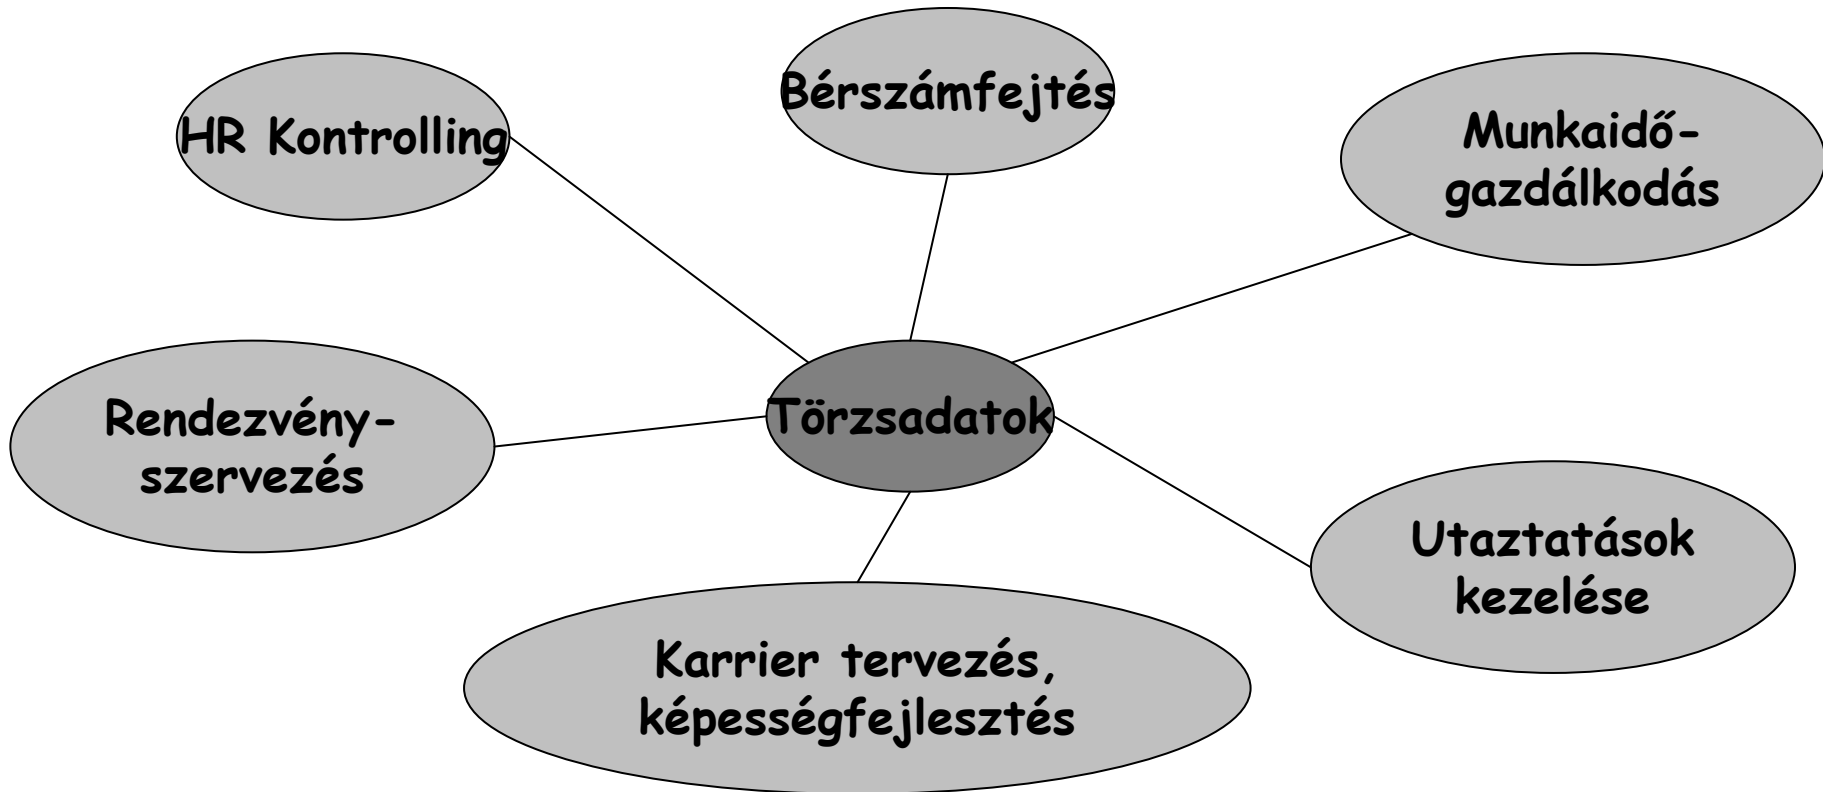 Bérszámfejtés
HR Kontrolling
Munkaidő-
gazdálkodás
Törzsadatok
Rendezvény-
szervezés
Utaztatások
kezelése
Karrier tervezés,
képességfejlesztés